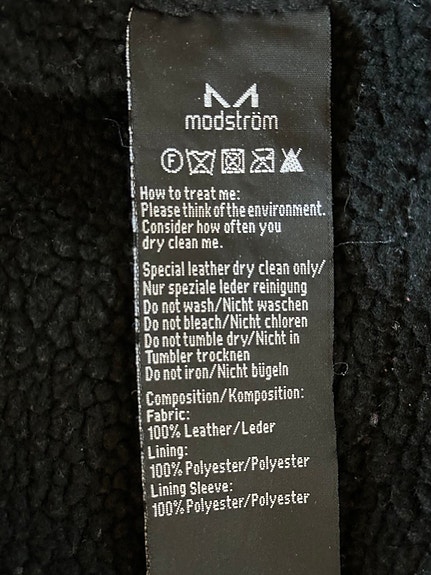 modström
F
How to treat me:
Please think of the environment.
Consider how often you
dry clean me.
Special leather dry clean only/
Nur speziale leder reinigung
Do not wash/Nicht waschen
Do not bleach/Nicht chloren
Do not tumble dry/Nicht in
Tumbler trocknen
Do not iron/Nicht bügeln
Composition/Komposition:
Fabric:
100% Leather/Leder
Lining:
100% Polyester/Polyester
Lining Sleeve:
100% Polyester/Polyester